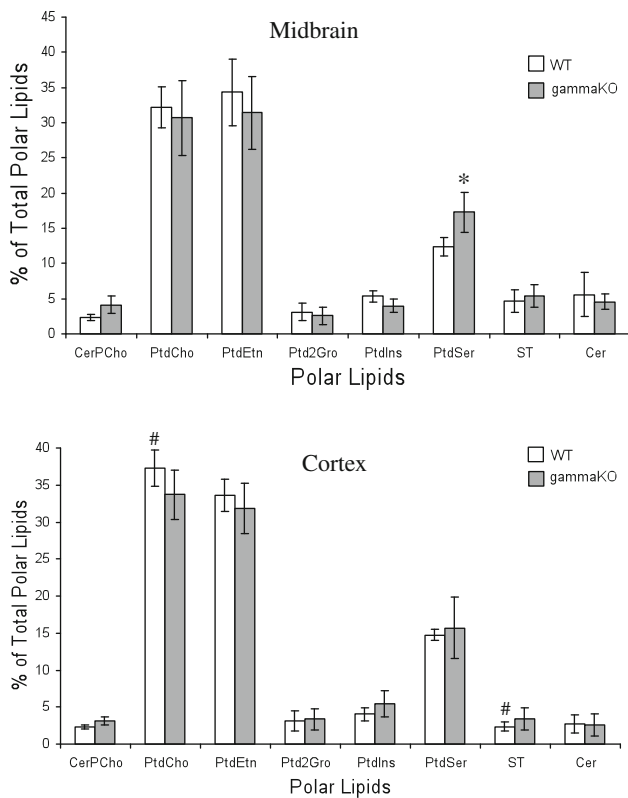 Midbrain
WT
gammaKO
% of Total Polar Lipids
45
40
35
30
25
20
15
10
5
0
*
CerPCho PtdCho PtdEtn Ptd2Gro PtdIns PtdSer ST Cer
Polar Lipids
Cortex
WT
gammaKO
% of Total Polar Lipids
40
35
30
25
20
15
10
5
0
#
#
CerPCho PtdCho PtdEtn Ptd2Gro PtdIns PtdSer ST Cer
Polar Lipids